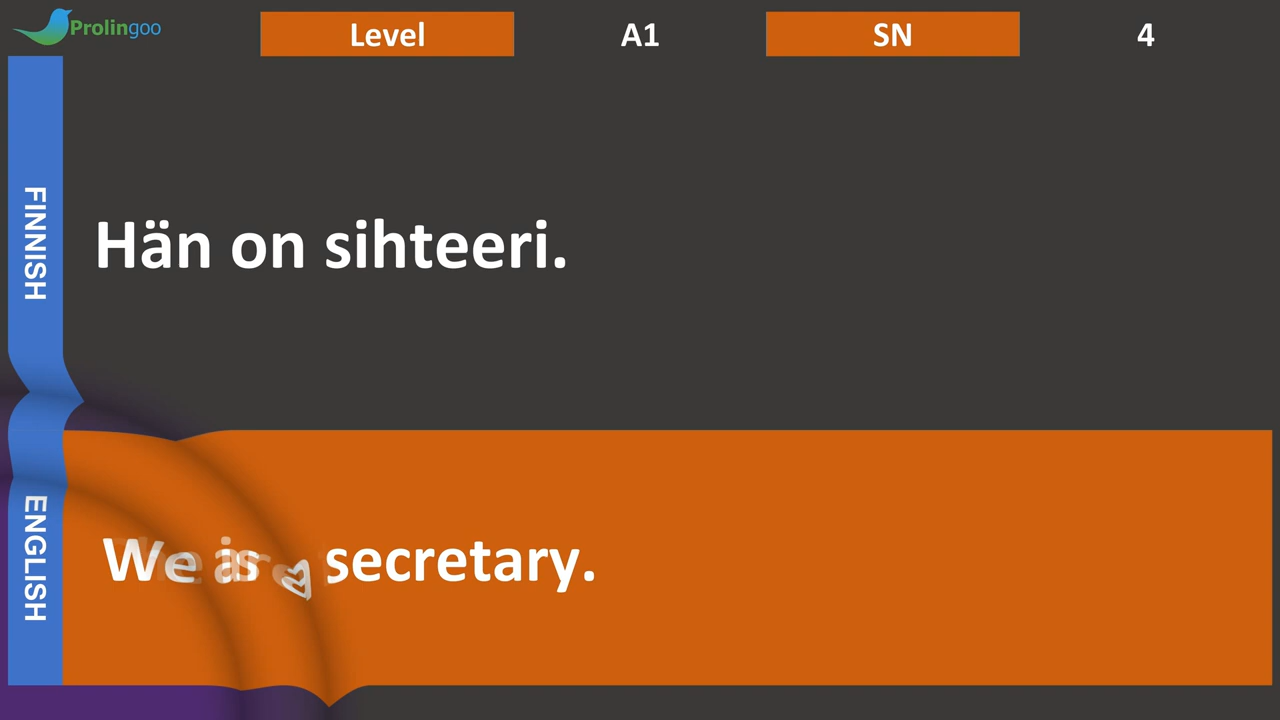 Prolingoo
Level A1 SN 4
FINNISH
Hän on sihteeri.
ENGLISH
secretary.